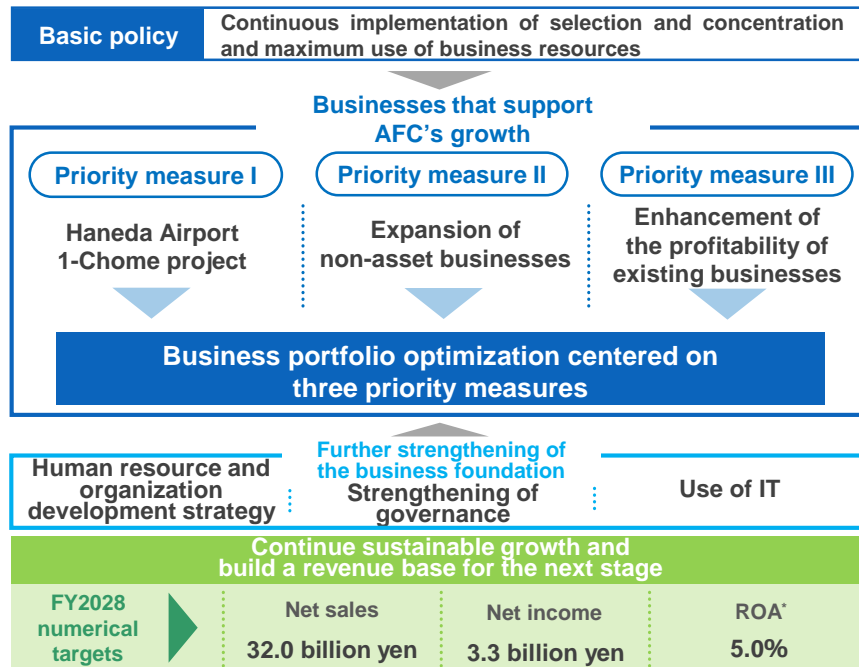 Basic policy
Continuous implementation of selection and concentration
and maximum use of business resources
Businesses that support
AFC's growth
Priority measure I
Haneda Airport
1-Chome project
Priority measure II
Expansion of
non-asset businesses
Priority measure III
Enhancement of
the profitability of
existing businesses
Business portfolio optimization centered on
three priority measures
Further strengthening of
the business foundation
Human resource and
organization
development strategy
Strengthening of
governance
Use of IT
Continue sustainable growth and
build a revenue base for the next stage
FY2028
numerical
targets
Net sales
32.0 billion yen
Net income
3.3 billion yen
ROA*
5.0%